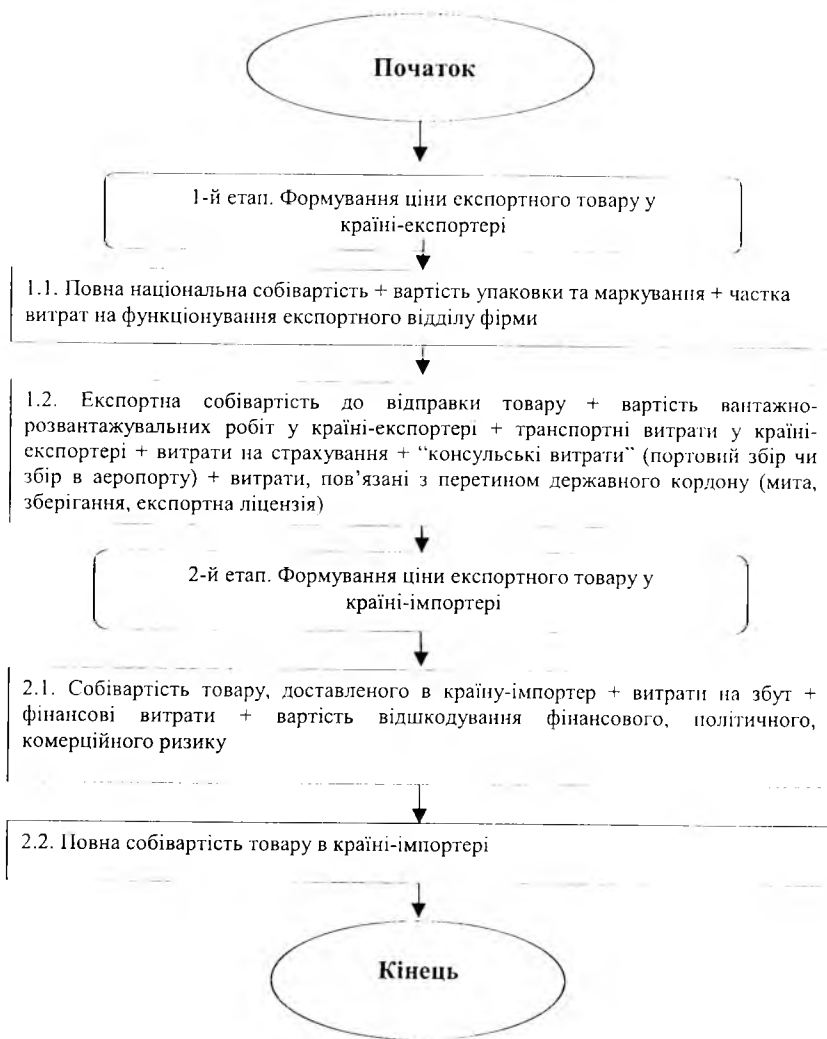 Початок
1-й етап. Формування ціни експортного товару у
країні-експортері
1.1. Повна національна собівартість + вартість упаковки та маркування + частка
витрат на функціонування експортного відділу фірми
1.2. Експортна собівартість до відправки товару + вартість вантажно-
розвантажувальних робіт у країні-експортері + транспортні витрати у країні-
експортері + витрати на страхування + “консульські витрати” (портовий збір чи
збір в аеропорту) + витрати, пов’язані з перетином державного кордону (мита,
зберігання, експортна ліцензія)
2-й етап. Формування ціни експортного товару у
країні-імпортері
2.1. Собівартість товару, доставленого в країну-імпортер + витрати на збут +
фінансові витрати + вартість відшкодування фінансового, політичного,
комерційного ризику
2.2. Повна собівартість товару в країні-імпортері
Кінець